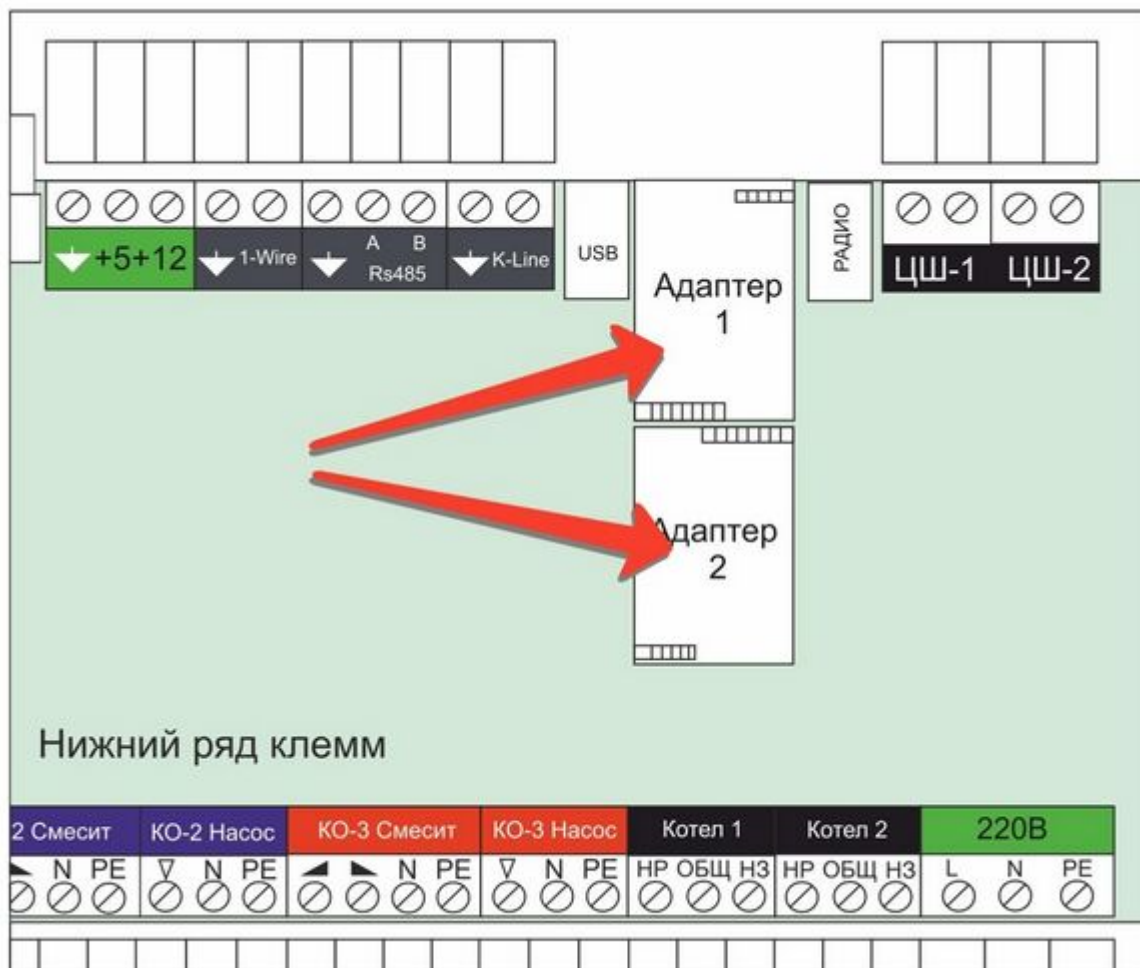 +5+12 1-Wire A B K-Line
Rs485
USB
РАДИО
ЦШ-1 ЦШ-2
Адаптер
1
Адаптер
2
Нижний ряд клемм
2 Смесит КО-2 Насос КО-3 Смесит КО-3 Насос Котел 1 Котел 2 220В
N PE N PE N PE N PE НР ОБЩ НЗ НР ОБЩ НЗ L N PE